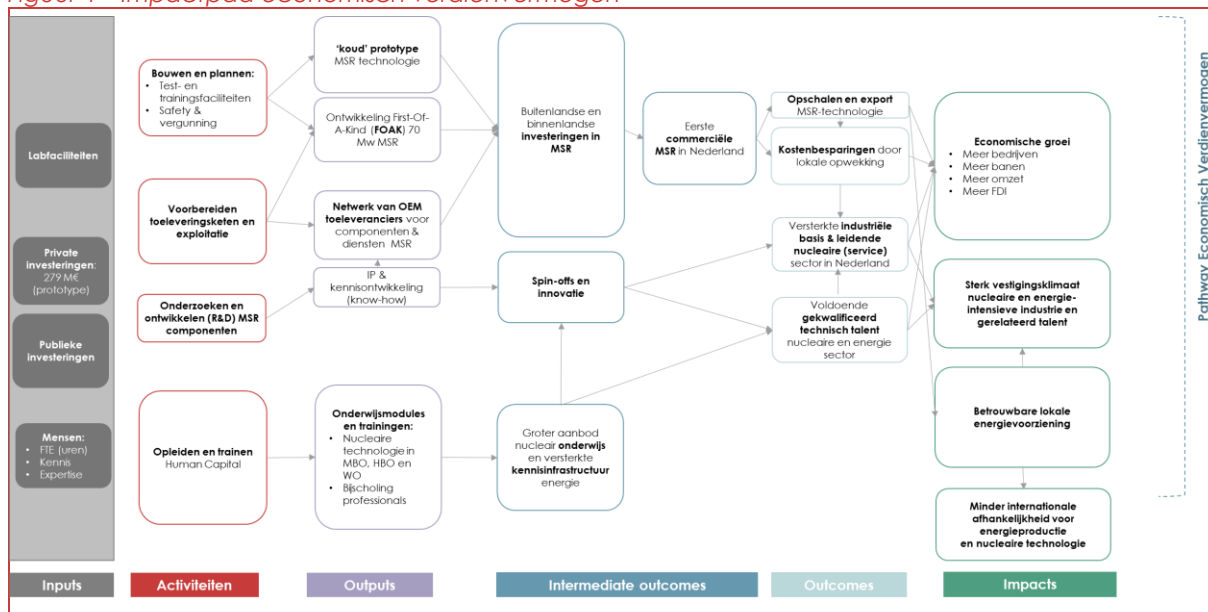 Figuur 4 - Impactpad economisch verdienvermogen
Labfaciliteiten
Private
investeringen:
279 M€
(prototype)
Publieke
investeringen
Mensen:
• FTE (uren)
• Kennis
• Expertise
Inputs
Bouwen en plannen:
• Test- en
trainingsfaciliteiten
• Safety &
vergunning
Voorbereiden
toeleveringsketen en
exploitatie
Onderzoeken en
ontwikkelen (R&D) MSR
componenten
Opleiden en trainen
Human Capital
Activiteiten
'koud' prototype
MSR technologie
Ontwikkeling First-Of-
A-Kind (FOAK) 70
Mw MSR
Netwerk van OEM
toeleveranciers voor
componenten &
diensten MSR
IP &
kennisontwikkeling
(know-how)
Onderwijsmodules
en trainingen:
• Nucleaire
technologie in
MBO, HBO en
WO
• Bijscholing
professionals
Outputs
Buitenlandse en
binnenlandse
investeringen in
MSR
Eerste
commerciële
MSR in Nederland
Spin-offs en
innovatie
Groter aanbod
nucleair onderwijs
en versterkte
kennisinfrastructuur
energie
Intermediate outcomes
Opschalen en export
MSR-technologie
Kostenbesparingen door
lokale opwekking
Versterkte industriële
basis & leidende
nucleaire (service)
sector in Nederland
Voldoende
gekwalificeerd
technisch talent
nucleaire en energie
sector
Outcomes
Economische groei
• Meer bedrijven
• Meer banen
• Meer omzet
• Meer FDI
Sterk vestigingsklimaat
nucleaire en energie-
intensieve industrie en
gerelateerd talent
Betrouwbare lokale
energievoorziening
Minder internationale
afhankelijkheid voor
energieproductie
en nucleaire technologie
Impacts
Pathway Economisch Verdienvermogen